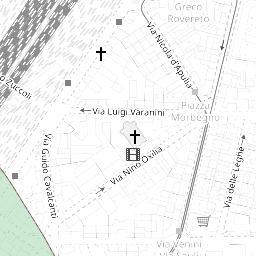 Greco
Rovereto
Via Nicola d'Apulia
Zuccoli
Piazza
Morbegno
Via Luigi Varanini
Via Guido Cavalcanti
Via Nino Oxilia
Via delle Leghe
Via Venini